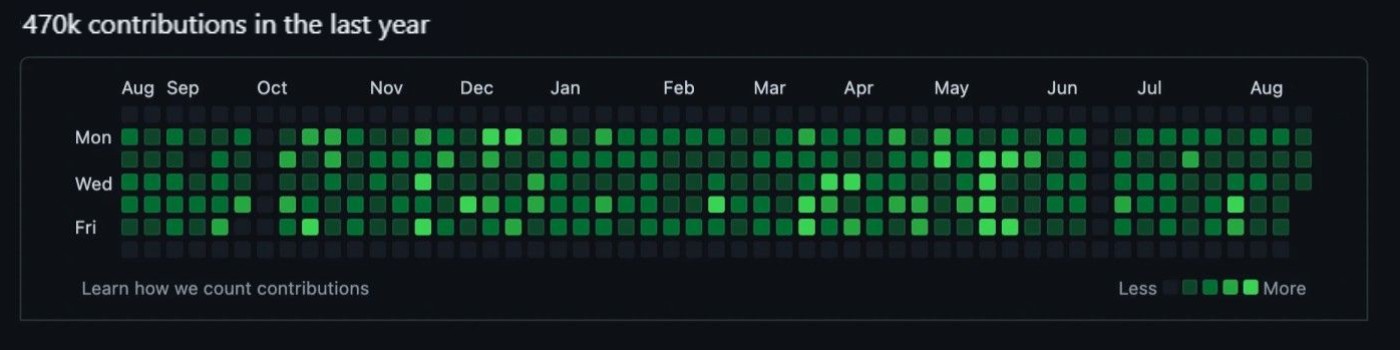 470k contributions in the last year
Aug Sep Oct Nov Dec Jan Feb Mar Apr May Jun Jul Aug
Mon
Wed
Fri
Learn how we count contributions Less More